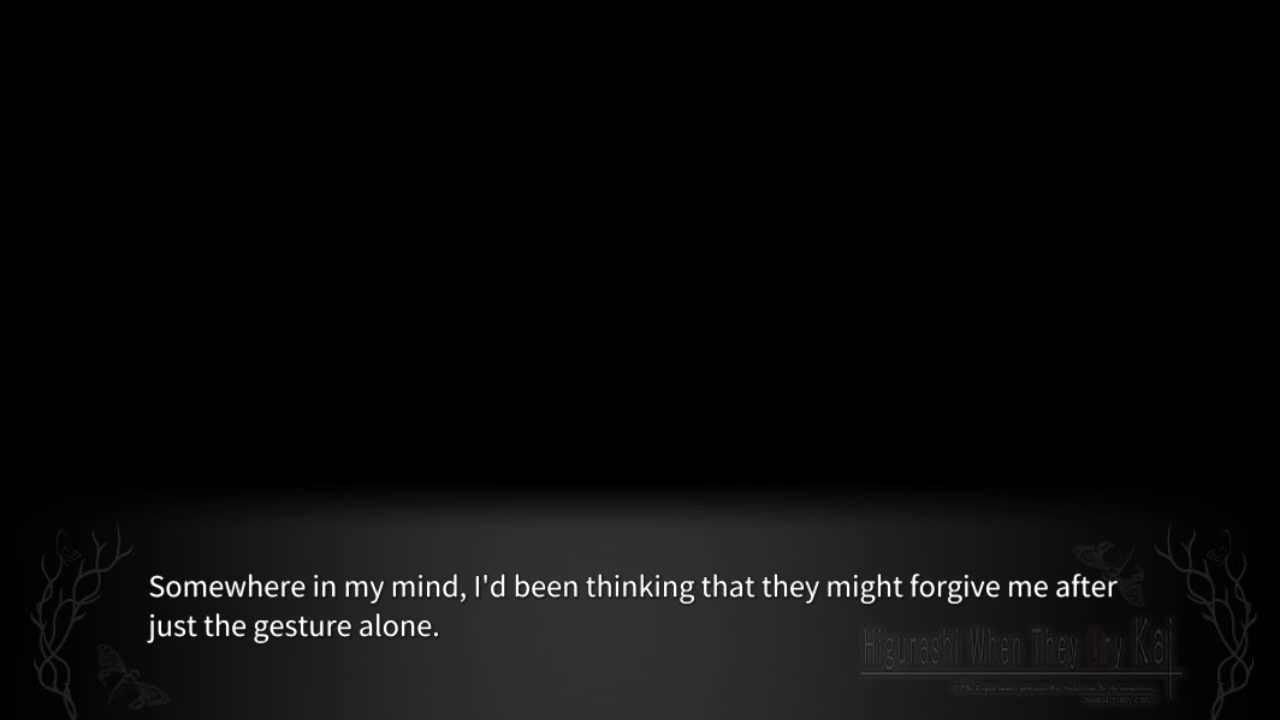 Somewhere in my mind, I'd been thinking that they might forgive me after
just the gesture alone.
Higurashi When They Cry Kai